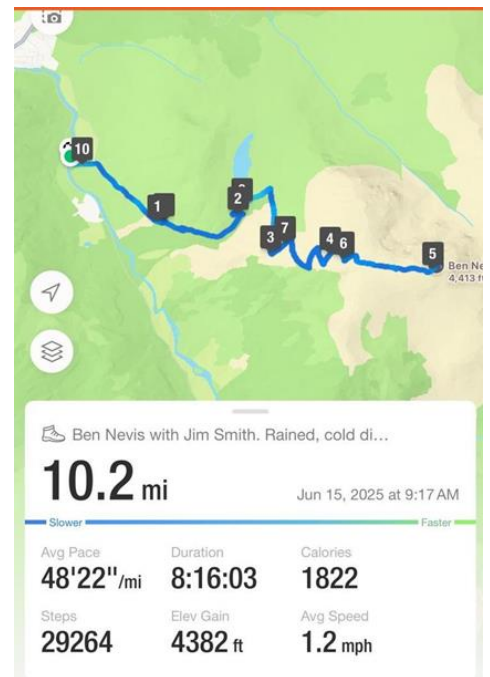 10
1
2
3
7
4
6
5
Ben Ne
4,413 f
Ben Nevis with Jim Smith. Rained, cold di...
10.2 mi
Jun 15, 2025 at 9:17 AM
Slower
Faster
Avg Pace
Duration
Calories
48'22"/mi
8:16:03
1822
Steps
Elev Gain
Avg Speed
29264
4382 ft
1.2 mph